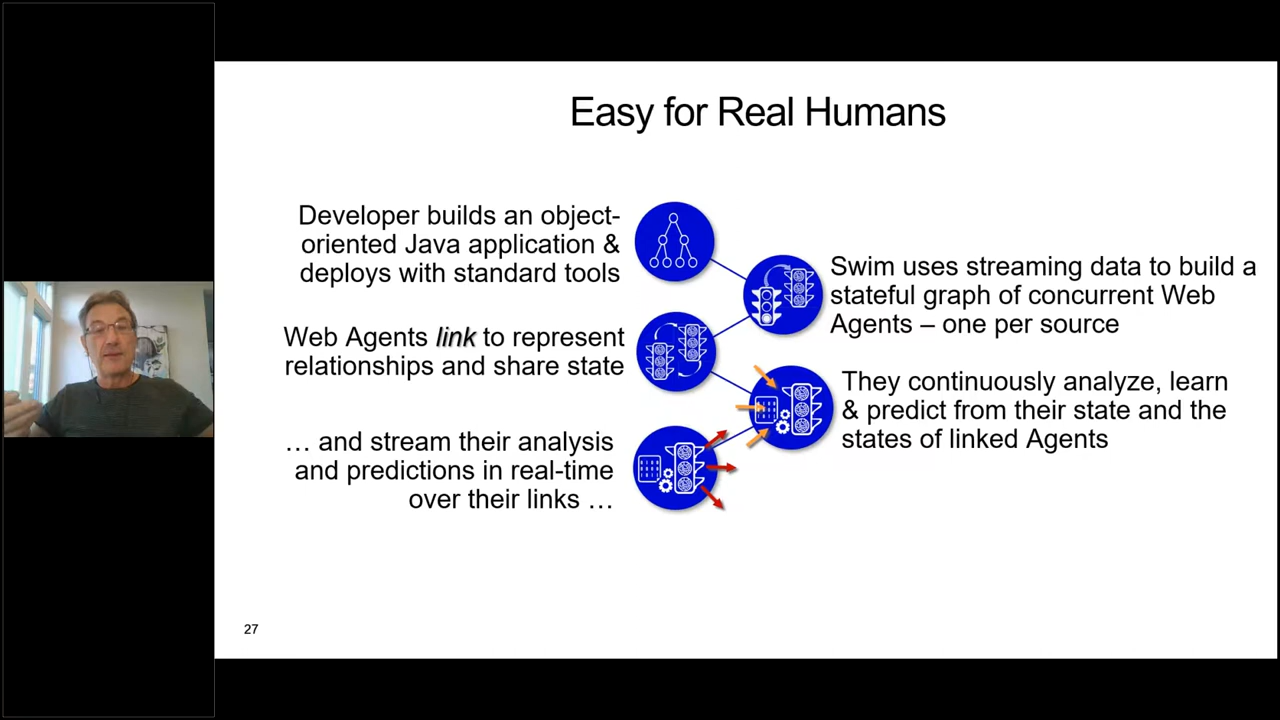 Easy for Real Humans
Developer builds an object-
oriented Java application &
deploys with standard tools
Swim uses streaming data to build a
stateful graph of concurrent Web
Agents – one per source
Web Agents link to represent
relationships and share state
They continuously analyze, learn
& predict from their state and the
states of linked Agents
… and stream their analysis
and predictions in real-time
over their links …
27